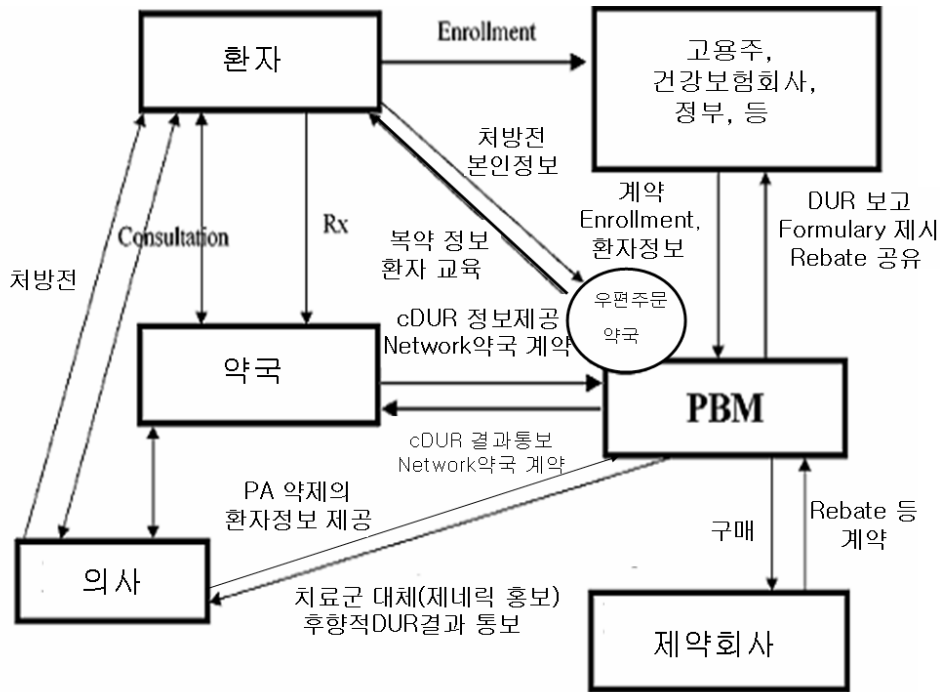 환자
Enrollment
고용주,
건강보험회사,
정부, 등
처방전
본인정보
계약
Enrollment,
환자정보
DUR 보고
Formulary 제시
Rebate 공유
처방전
Consultation
Rx
복약 정보
환자 교육
우편주문
약국
cDUR 정보제공
Network약국 계약
약국
PBM
cDUR 결과통보
Network약국 계약
PA 약제의
환자정보 제공
구매
Rebate 등
계약
의사
치료군 대체(제네릭 홍보)
후향적DUR결과 통보
제약회사